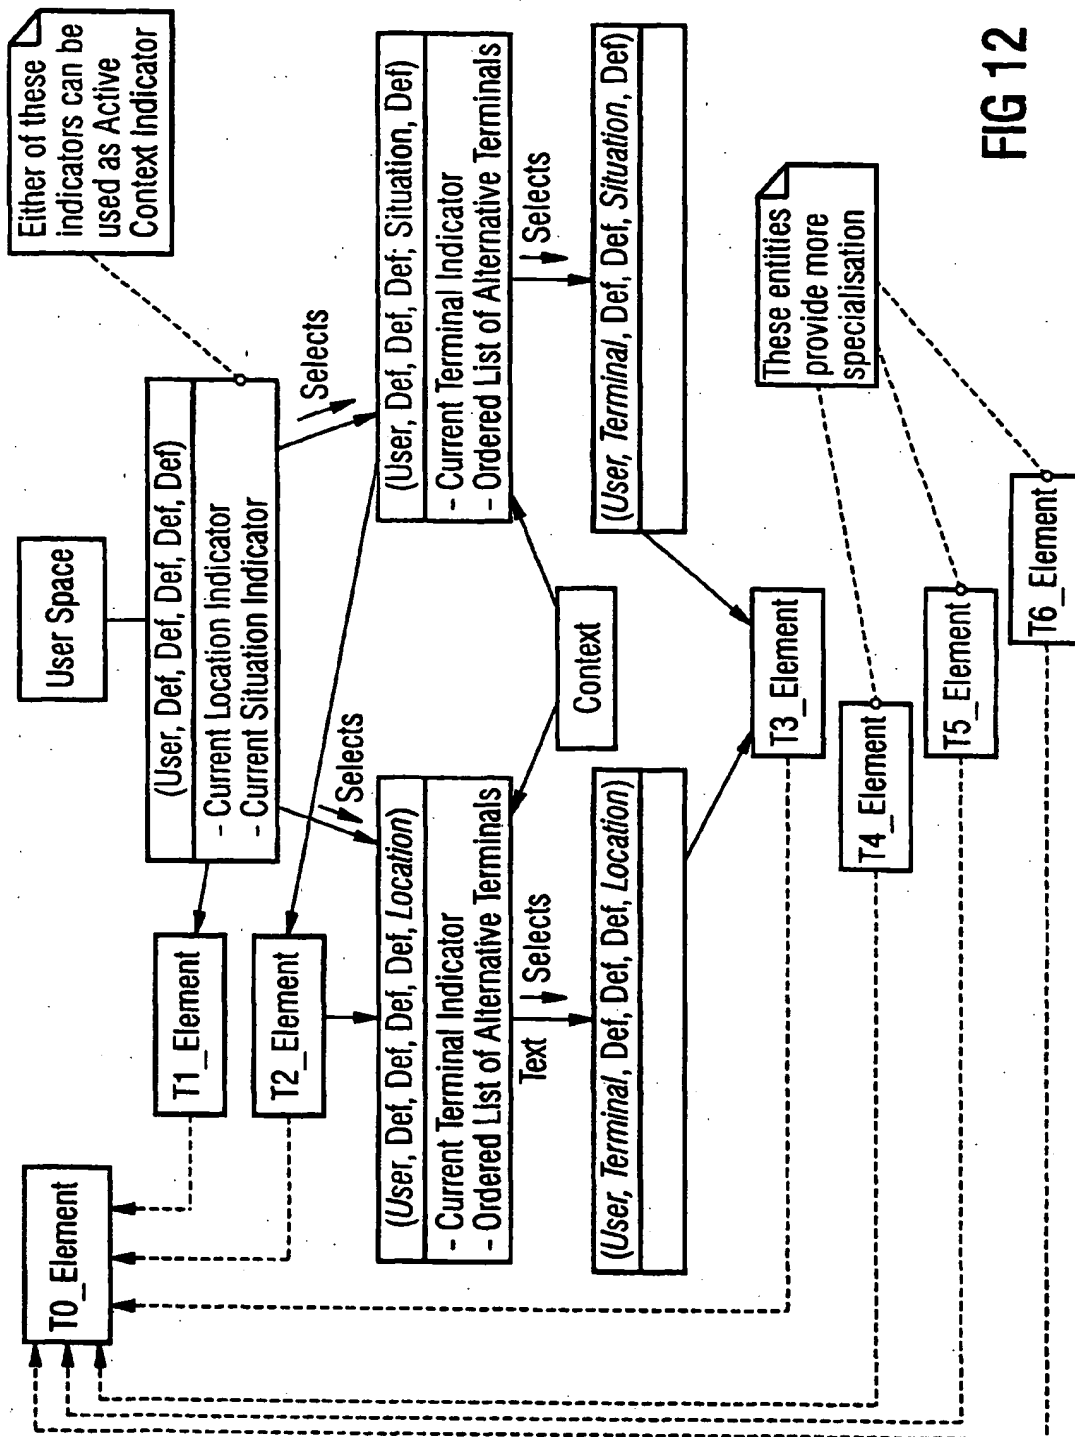 User Space
(User, Def, Def, Def, Def, Def)
- Current Location Indicator
- Current Situation Indicator
Either of these
indicators can be
used as Active
Context Indicator
T0_Element
T1_Element
T2_Element
Selects
Selects
(User, Def, Def, Def, Def, Location)
- Current Terminal Indicator
- Ordered List of Alternative Terminals
(User, Def, Def, Def; Situation, Def)
- Current Terminal Indicator
- Ordered List of Alternative Terminals
Context
Text
Selects
Selects
(User, Terminal, Def, Def, Def, Location)
(User, Terminal, Def, Def, Situation, Def)
T3_Element
T4_Element
T5_Element
T6_Element
These entities
provide more
specialisation
FIG 12